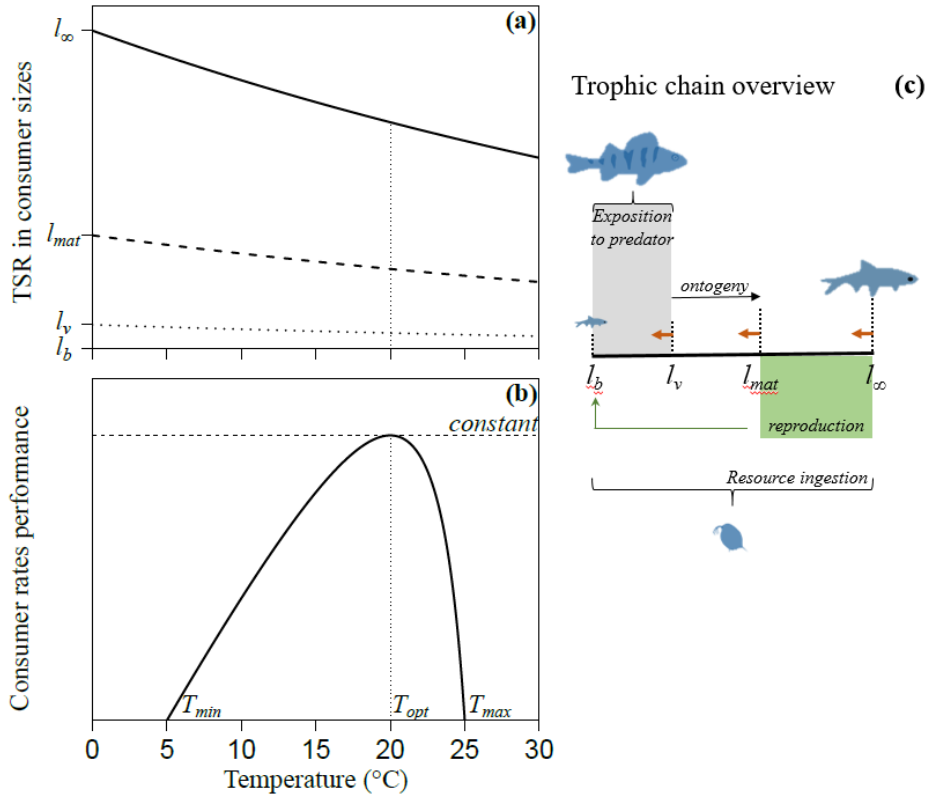 (a)
l∞
lmat
lv
lb
TSR in consumer sizes
(b)
constant
Tmin
Topt
Tmax
Consumer rates performance
0 5 10 15 20 25 30
Temperature (°C)
Trophic chain overview (c)
Exposition
to predator
ontogeny
lb lv lmat l∞
reproduction
Resource ingestion